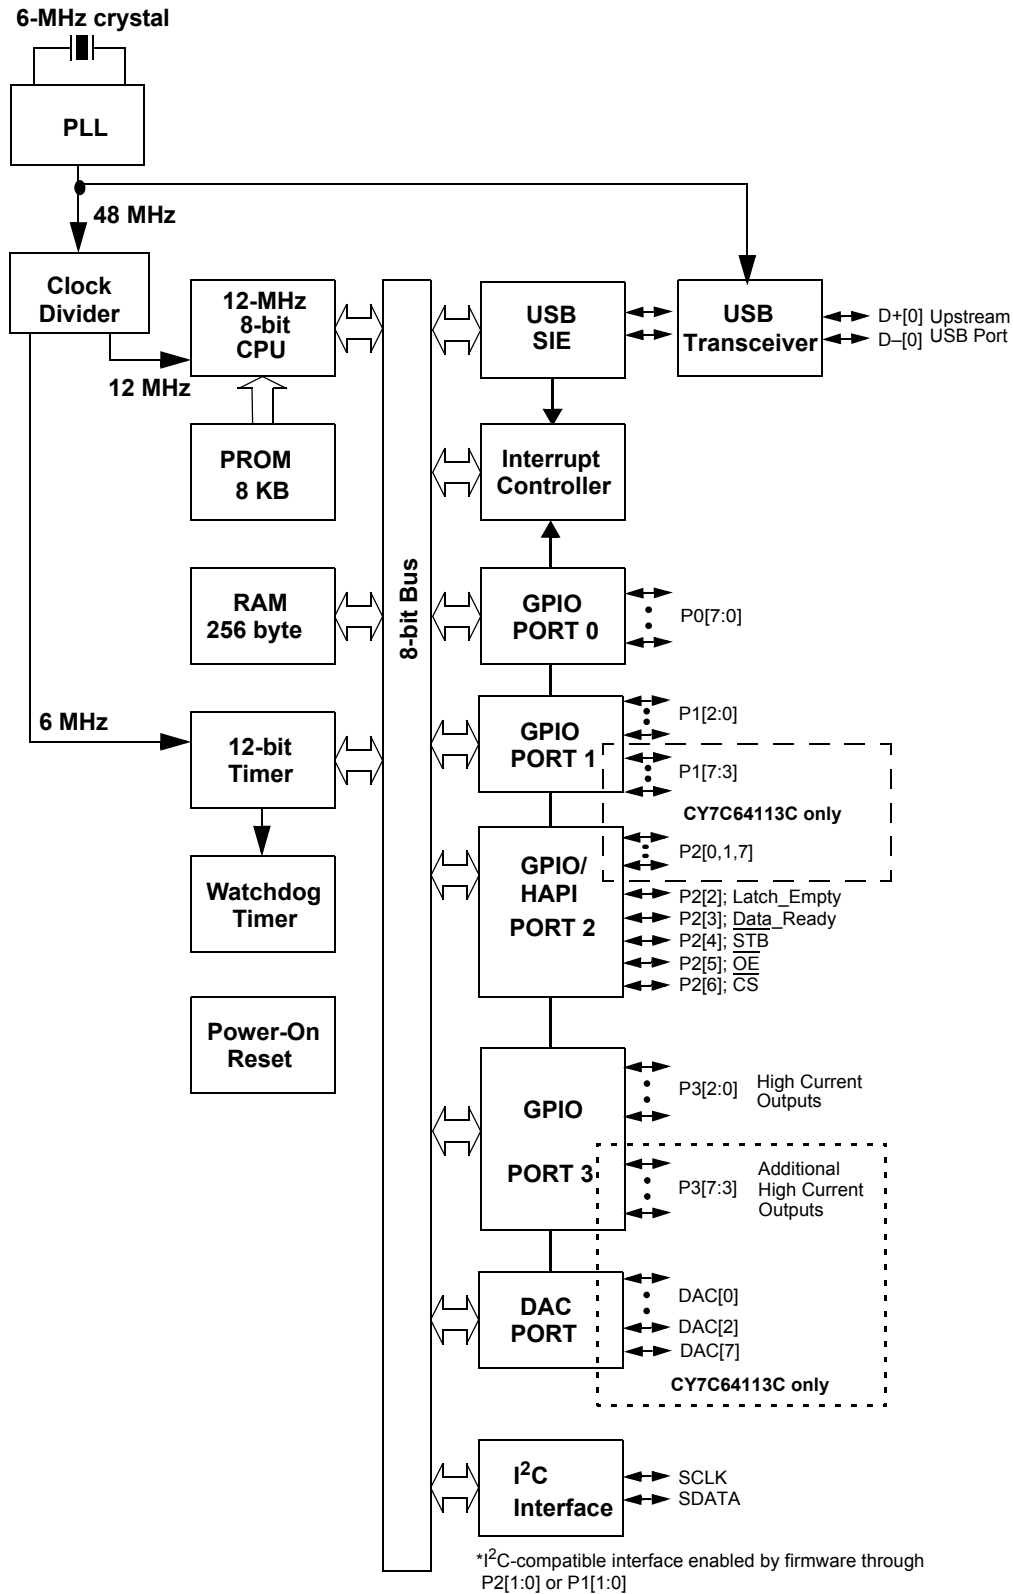 6-MHz crystal
PLL
48 MHz
Clock
Divider
12-MHz
8-bit
CPU
12 MHz
USB
SIE
USB
Transceiver
D+[0] Upstream
D–[0] USB Port
PROM
8 KB
Interrupt
Controller
8-bit Bus
RAM
256 byte
GPIO
PORT 0
P0[7:0]
6 MHz
12-bit
Timer
GPIO
PORT 1
P1[2:0]
P1[7:3]
CY7C64113C only
P2[0,1,7]
Watchdog
Timer
GPIO/
HAPI
PORT 2
P2[2]; Latch_Empty
P2[3]; Data_Ready
P2[4]; STB
P2[5]; OE
P2[6]; CS
Power-On
Reset
GPIO
PORT 3
P3[2:0] High Current
Outputs
P3[7:3] Additional
High Current
Outputs
DAC
PORT
DAC[0]
DAC[2]
DAC[7]
CY7C64113C only
I²C
Interface
SCLK
SDATA
*I²C-compatible interface enabled by firmware through
P2[1:0] or P1[1:0]